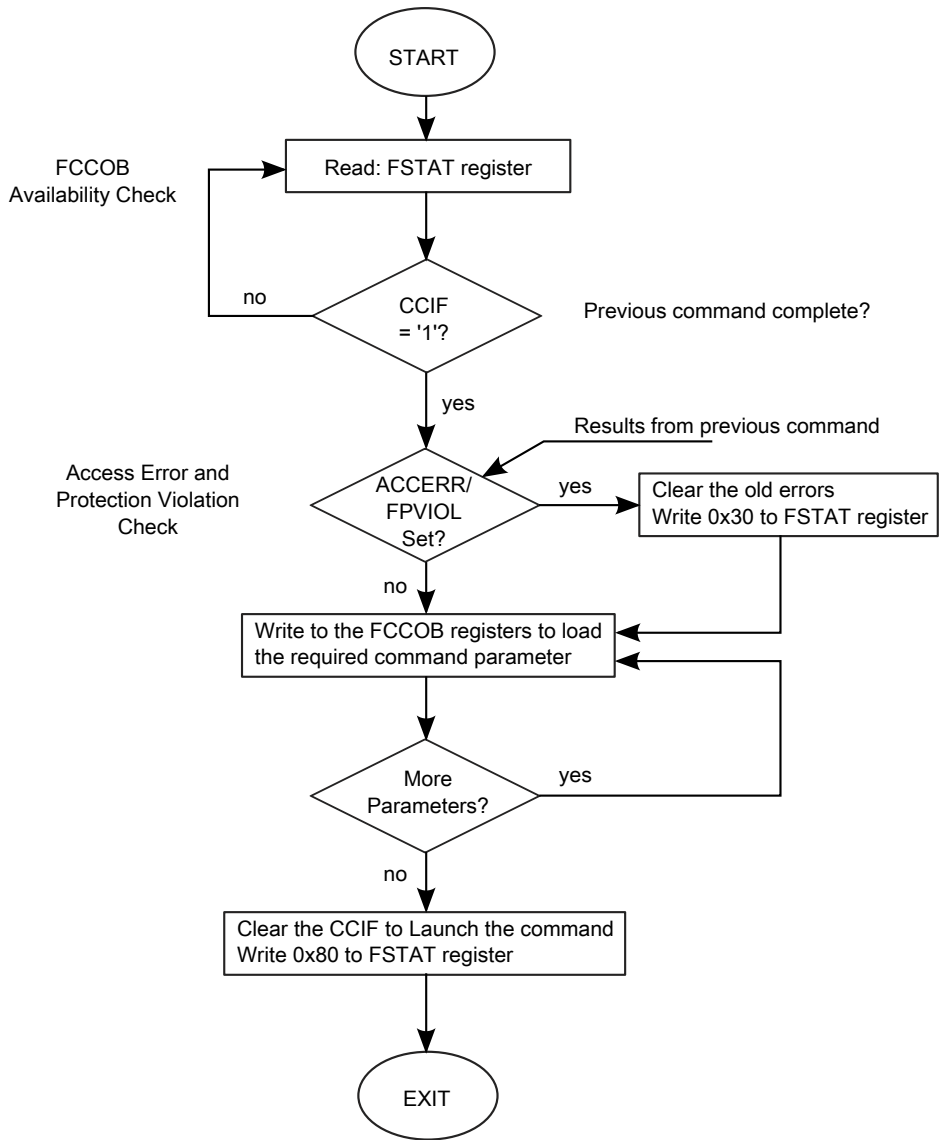 START
FCCOB
Availability Check
Read: FSTAT register
no
CCIF
= '1'?
Previous command complete?
yes
Results from previous command
Access Error and
Protection Violation
Check
ACCERR/
FPVIOL
Set?
yes
Clear the old errors
Write 0x30 to FSTAT register
no
Write to the FCCOB registers to load
the required command parameter
More
Parameters?
yes
no
Clear the CCIF to Launch the command
Write 0x80 to FSTAT register
EXIT